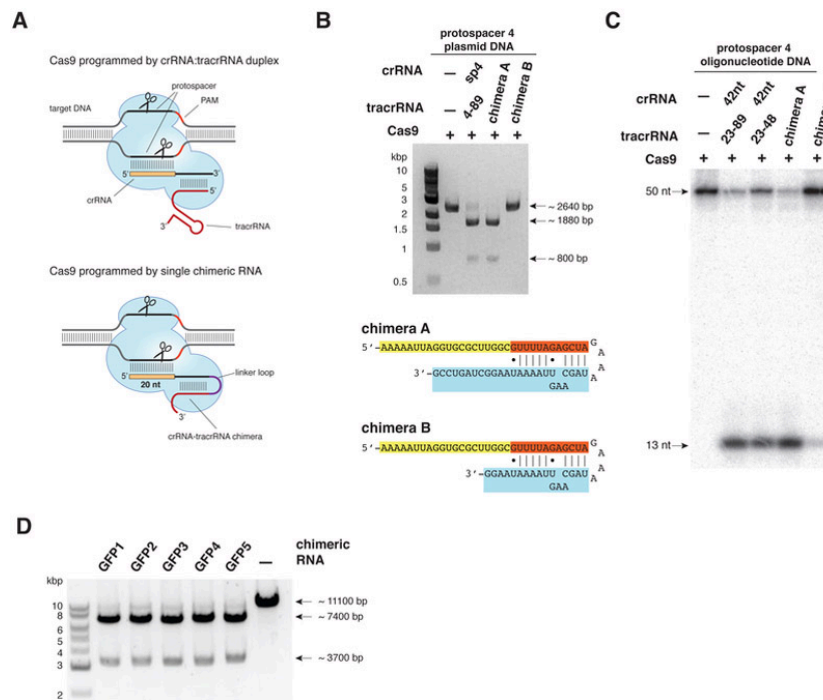 A
Cas9 programmed by crRNA:tracrRNA duplex
protospacer
PAM
target DNA
5'
3'
crRNA
5'
3'
tracrRNA
Cas9 programmed by single chimeric RNA
linker loop
5'
20 nt
3'
crRNA-tracrRNA chimera
B
protospacer 4
plasmid DNA
crRNA — sp4 chimera A chimera B
tracrRNA — 4-89
Cas9 + + + +
kbp
10
5
3
2
1.5
1
0.5
~ 2640 bp
~ 1880 bp
~ 800 bp
chimera A
5'-AAAAAUUAGGUGCGCUUGGCGUUUUAGAGCUA
G
A
A
A
3'-GCCUGAUCGGAAUAAAAUU CGAU
GAA
chimera B
5'-AAAAAUUAGGUGCGCUUGGCGUUUUAGAGCUA
G
A
A
A
3'-GGAAUAAAAUU CGAU
GAA
C
protospacer 4
oligonucleotide DNA
crRNA — 42nt 42nt chimera A
tracrRNA — 23-89 23-48
Cas9 + + + + +
50 nt
13 nt
D
GFP1 GFP2 GFP3 GFP4 GFP5 — chimeric
RNA
kbp
10
8
6
5
4
3
2
~ 11100 bp
~ 7400 bp
~ 3700 bp